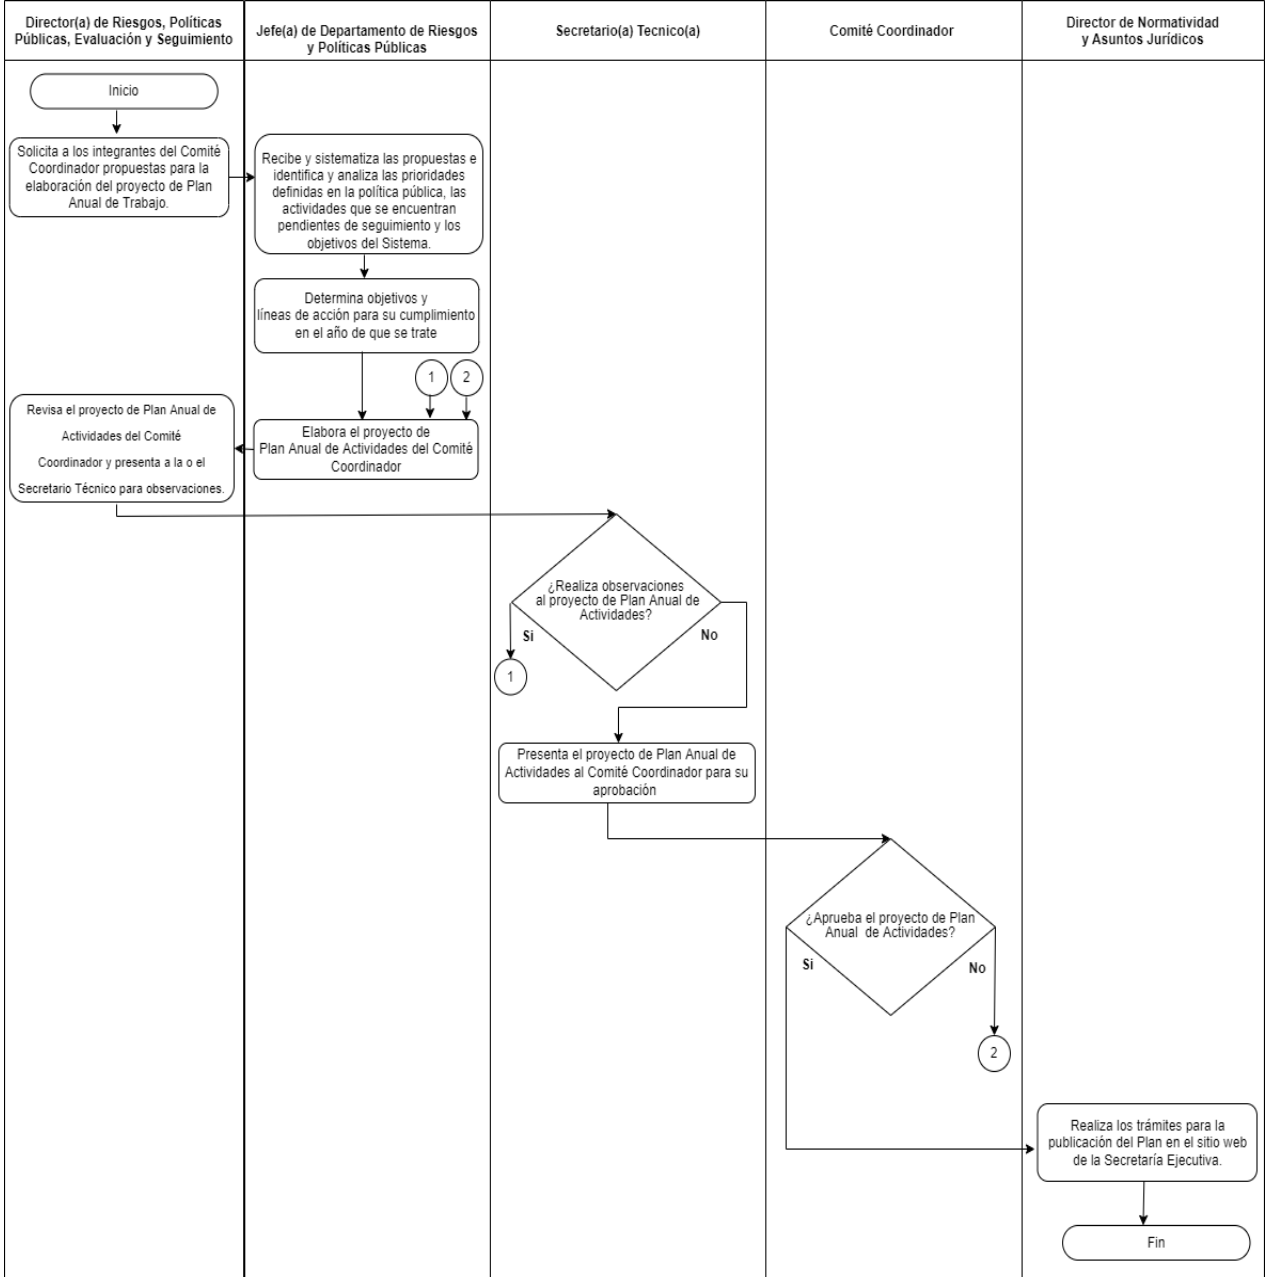 Director(a) de Riesgos, Políticas
Públicas, Evaluación y Seguimiento
Jefe(a) de Departamento de Riesgos
y Políticas Públicas
Secretario(a) Tecnico(a)
Comité Coordinador
Director de Normatividad
y Asuntos Jurídicos
Inicio
Solicita a los integrantes del Comité
Coordinador propuestas para la
elaboración del proyecto de Plan
Anual de Trabajo.
Recibe y sistematiza las propuestas e
identifica y analiza las prioridades
definidas en la política pública, las
actividades que se encuentran
pendientes de seguimiento y los
objetivos del Sistema.
Determina objetivos y
líneas de acción para su cumplimiento
en el año de que se trate
1
2
Elabora el proyecto de
Plan Anual de Actividades del Comité
Coordinador
Revisa el proyecto de Plan Anual de
Actividades del Comité
Coordinador y presenta a la o el
Secretario Técnico para observaciones.
¿Realiza observaciones
al proyecto de Plan Anual de
Actividades?
Si
No
1
Presenta el proyecto de Plan Anual de
Actividades al Comité Coordinador para su
aprobación
¿Aprueba el proyecto de Plan
Anual de Actividades?
Si
No
2
Realiza los trámites para la
publicación del Plan en el sitio web
de la Secretaría Ejecutiva.
Fin